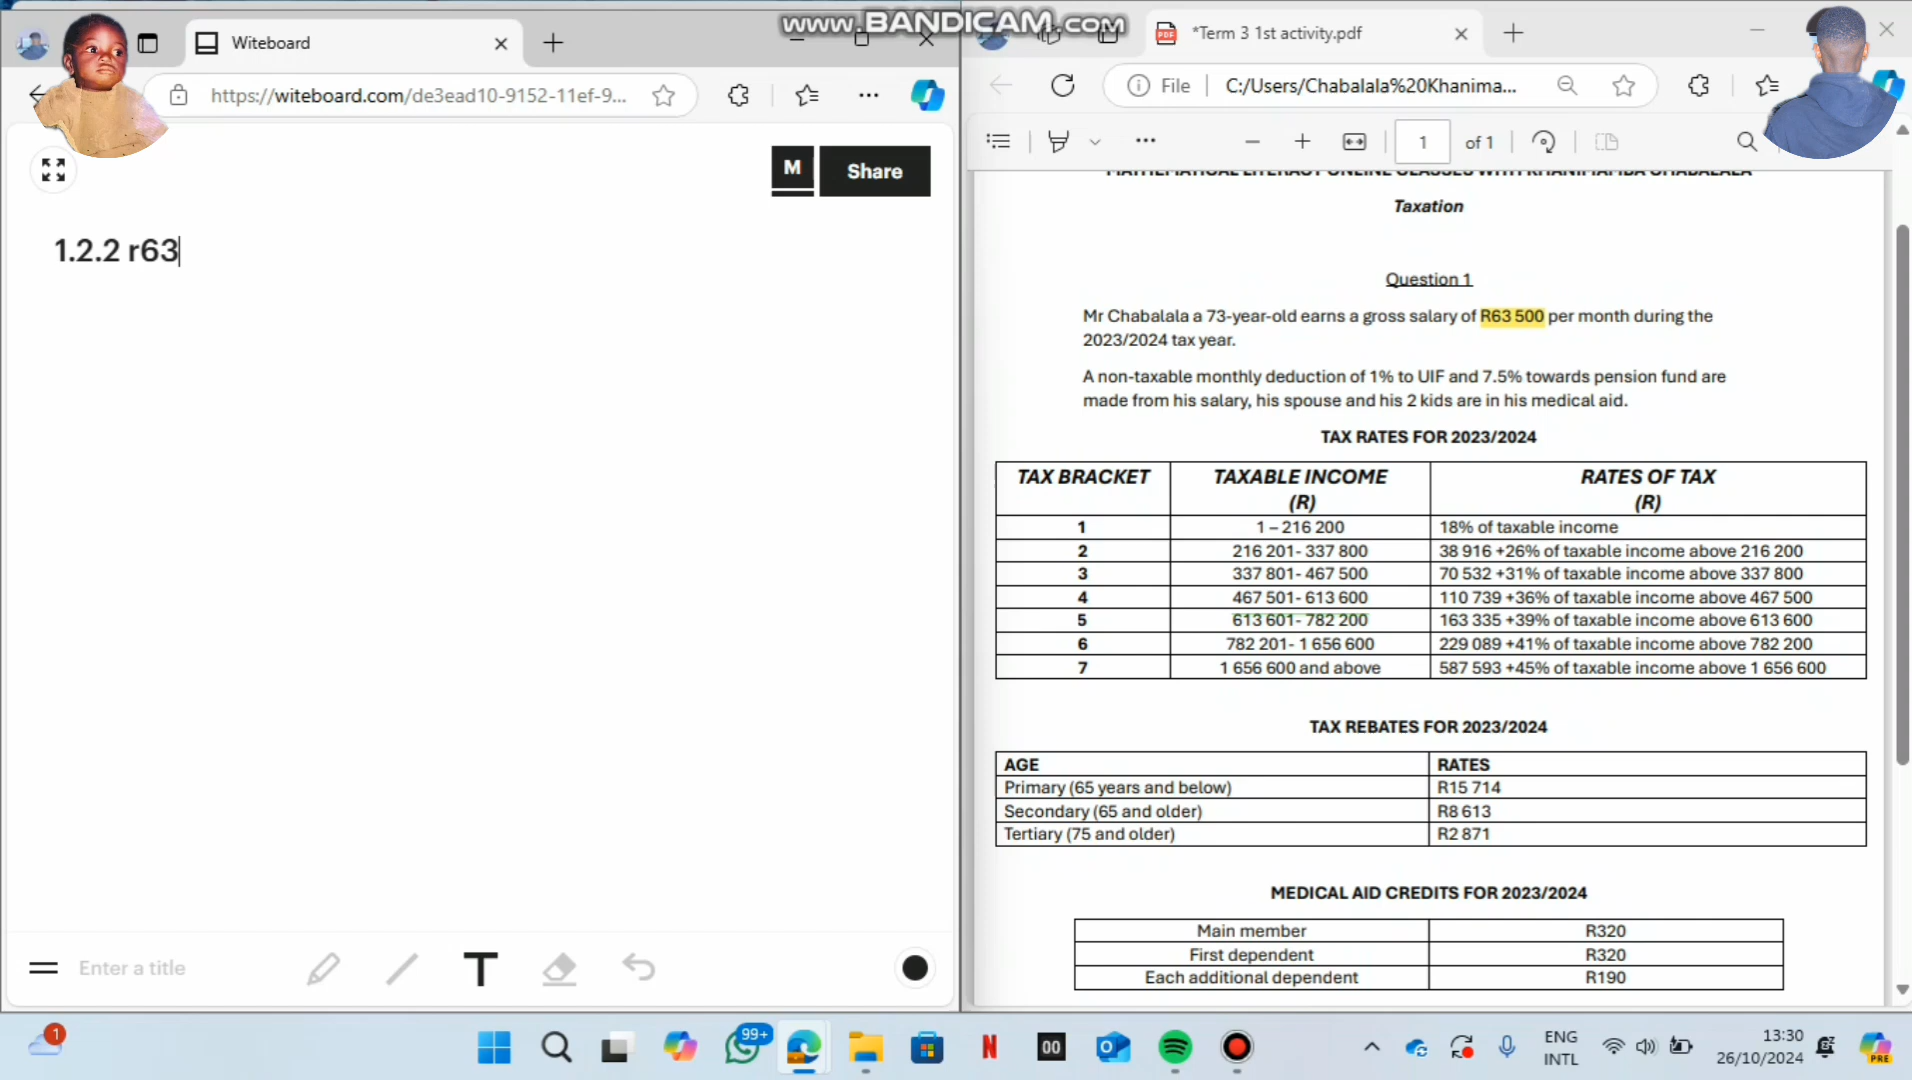 www.BANDICAM.com
Witeboard
*Term 3 1st activity.pdf
https://witeboard.com/de3ead10-9152-11ef-9...
File
C:/Users/Chabalala%20Khanima...
1 of 1
M
Share
1.2.2 r63
Enter a title
MATHEMATICAL LITERACY ONLINE CLASSES WITH KHANIMAMBA CHABALALA
Taxation
Question 1
Mr Chabalala a 73-year-old earns a gross salary of R63 500 per month during the
2023/2024 tax year.
A non-taxable monthly deduction of 1% to UIF and 7.5% towards pension fund are
made from his salary, his spouse and his 2 kids are in his medical aid.
TAX RATES FOR 2023/2024
TAX BRACKET TAXABLE INCOME (R) RATES OF TAX (R)
1 1 – 216 200 18% of taxable income
2 216 201- 337 800 38 916 +26% of taxable income above 216 200
3 337 801- 467 500 70 532 +31% of taxable income above 337 800
4 467 501- 613 600 110 739 +36% of taxable income above 467 500
5 613 601- 782 200 163 335 +39% of taxable income above 613 600
6 782 201- 1 656 600 229 089 +41% of taxable income above 782 200
7 1 656 600 and above 587 593 +45% of taxable income above 1 656 600
TAX REBATES FOR 2023/2024
AGE RATES
Primary (65 years and below) R15 714
Secondary (65 and older) R8 613
Tertiary (75 and older) R2 871
MEDICAL AID CREDITS FOR 2023/2024
Main member R320
First dependent R320
Each additional dependent R190
1
99+
N
00
PRE
ENG
INTL
13:30
26/10/2024